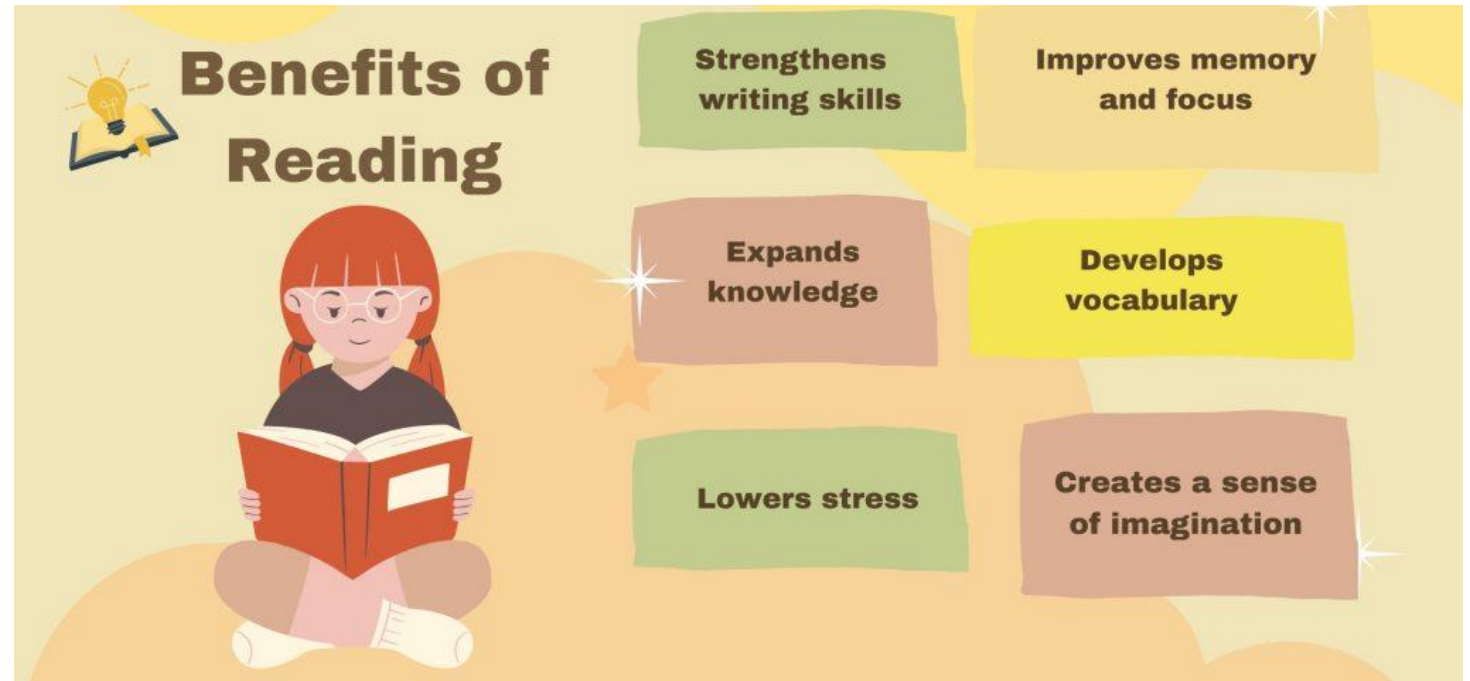 Benefits of
Reading
Strengthens
writing skills
Improves memory
and focus
Expands
knowledge
Develops
vocabulary
Lowers stress
Creates a sense
of imagination